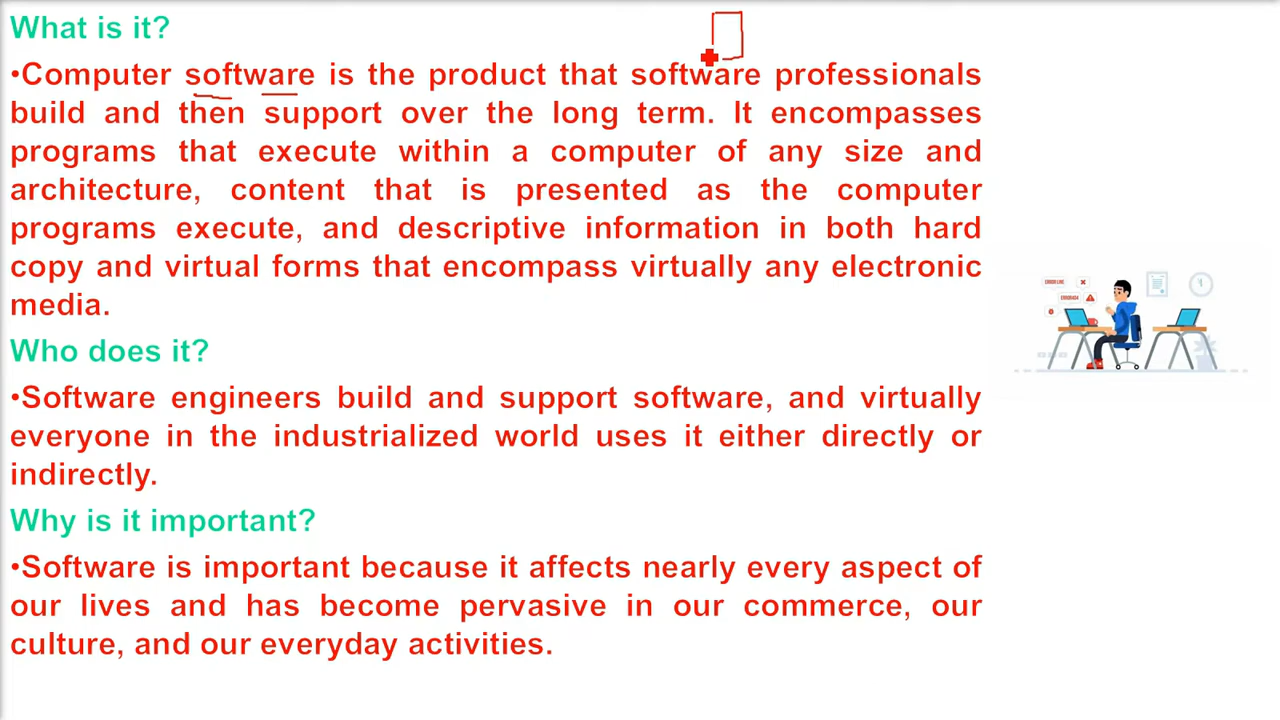 What is it?
•Computer software is the product that software professionals
build and then support over the long term. It encompasses
programs that execute within a computer of any size and
architecture, content that is presented as the computer
programs execute, and descriptive information in both hard
copy and virtual forms that encompass virtually any electronic
media.
Who does it?
•Software engineers build and support software, and virtually
everyone in the industrialized world uses it either directly or
indirectly.
Why is it important?
•Software is important because it affects nearly every aspect of
our lives and has become pervasive in our commerce, our
culture, and our everyday activities.